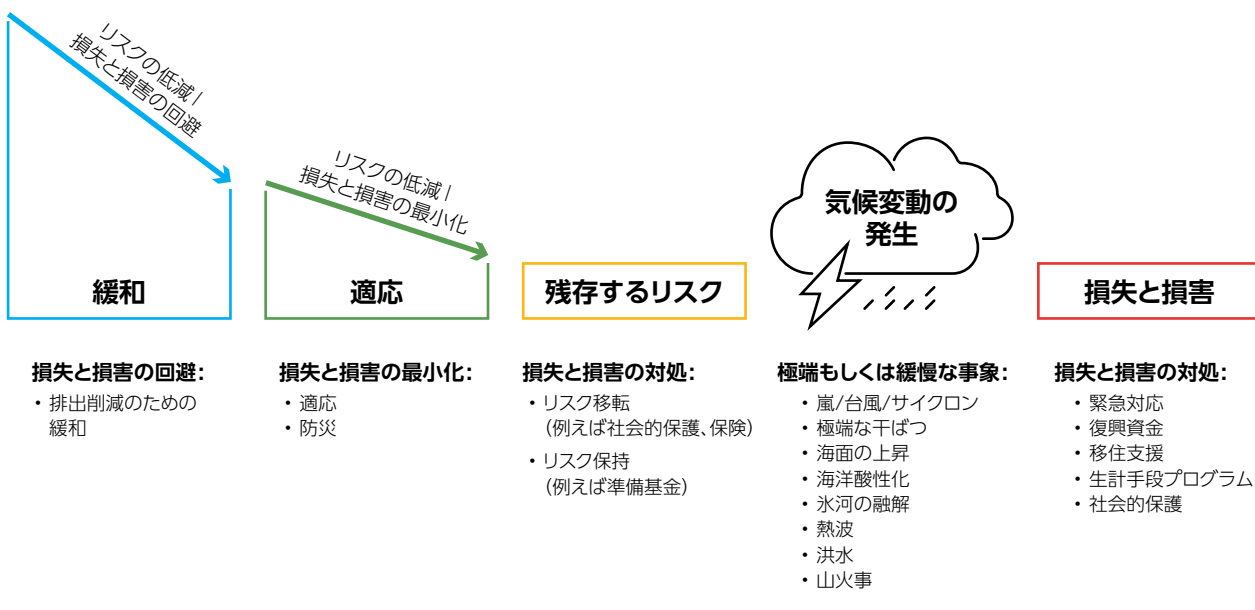 リスクの低減|
損失と損害の回避
リスクの低減|
損失と損害の最小化
緩和
適応
残存するリスク
気候変動の
発生
損失と損害
損失と損害の回避：
・排出削減のための
緩和
損失と損害の最小化：
・適応
・防災
損失と損害の対処：
・リスク移転
（例えば社会的保護、保険）
・リスク保持
（例えば準備基金）
極端もしくは緩慢な事象：
・嵐/台風/サイクロン
・極端な干ばつ
・海面の上昇
・海洋酸性化
・氷河の融解
・熱波
・洪水
・山火事
損失と損害の対処：
・緊急対応
・復興資金
・移住支援
・生計手段プログラム
・社会的保護